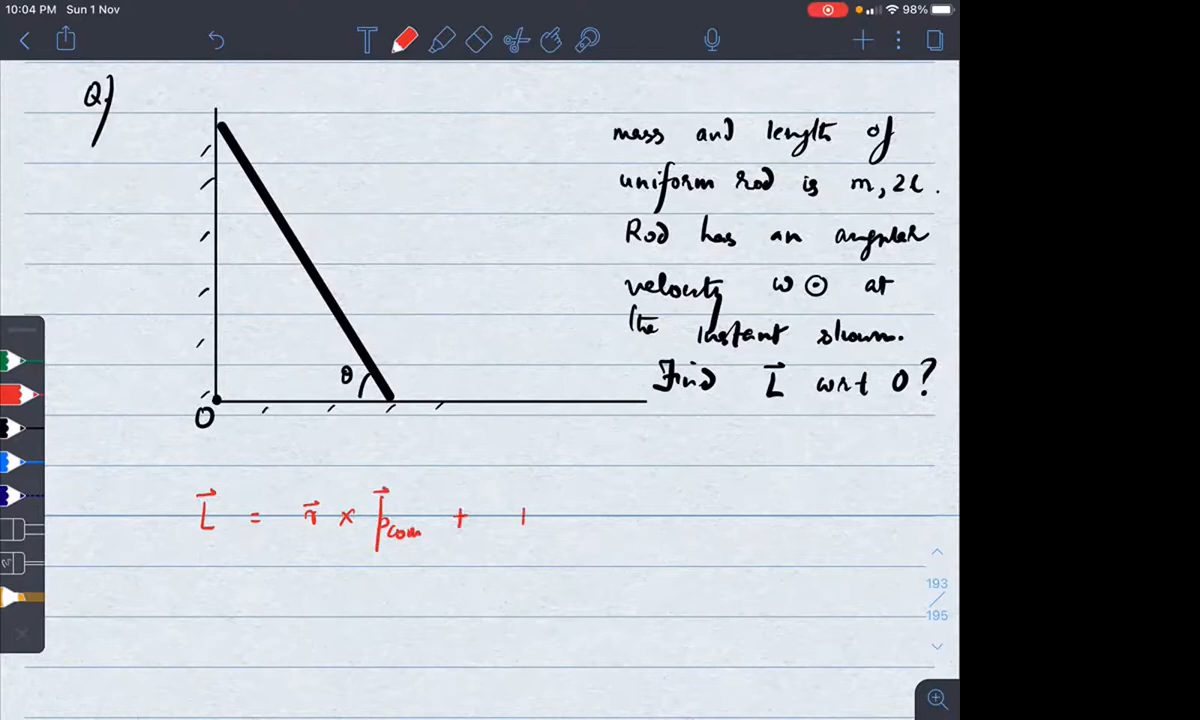 10:04 PM Sun 1 Nov
98%
Q)
mass and length of
uniform rod is m, 2l.
Rod has an angular
velocity ω ⊙ at
the instant shown.
Find L⃗ wrt O?
θ
O
L⃗ = r⃗ × p⃗com + I
193
/
195